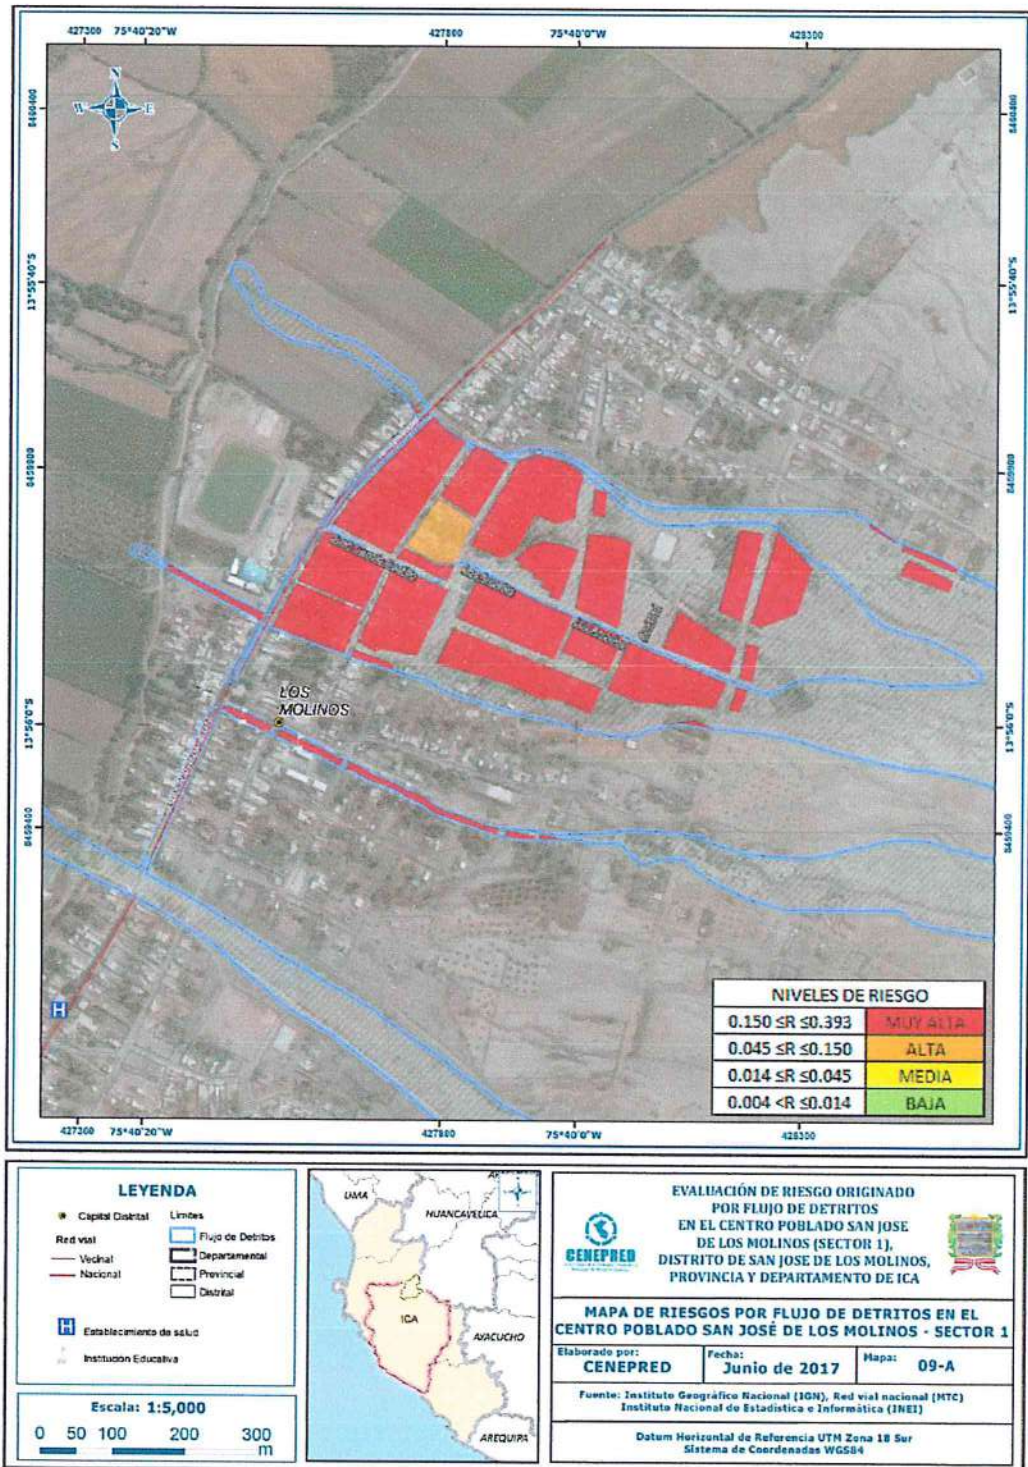 427300 75°40'20"W 427800 75°40'0"W 428300
N
W E
S
13°55'40"S 13°55'40"S
13°56'0"S 13°56'0"S
8459400 8459400
LOS
MOLINOS
H
NIVELES DE RIESGO
0.150 ≤R ≤0.393 MUY ALTA
0.045 ≤R ≤0.150 ALTA
0.014 ≤R ≤0.045 MEDIA
0.004 <R ≤0.014 BAJA
427300 75°40'20"W 427800 75°40'0"W 428300
LEYENDA
Capital Distrital
Red vial
Vecinal
Nacional
H Establecimiento de salud
Institución Educativa
Limites
Flujo de Detritos
Departamental
Provincial
Distrital
Escala: 1:5,000
0 50 100 200 300
m
LIMA
HUANCAVELICA
ICA
AYACUCHO
AREQUIPA
CENEPRED
EVALUACIÓN DE RIESGO ORIGINADO
POR FLUJO DE DETRITOS
EN EL CENTRO POBLADO SAN JOSE
DE LOS MOLINOS (SECTOR 1),
DISTRITO DE SAN JOSE DE LOS MOLINOS,
PROVINCIA Y DEPARTAMENTO DE ICA
MAPA DE RIESGOS POR FLUJO DE DETRITOS EN EL
CENTRO POBLADO SAN JOSÉ DE LOS MOLINOS - SECTOR 1
Elaborado por:
CENEPRED
Fecha:
Junio de 2017
Mapa: 09-A
Fuente: Instituto Geográfico Nacional (IGN), Red vial nacional (MTC)
Instituto Nacional de Estadística e Informática (INEI)
Datum Horizontal de Referencia UTM Zona 18 Sur
Sistema de Coordenadas WGS84